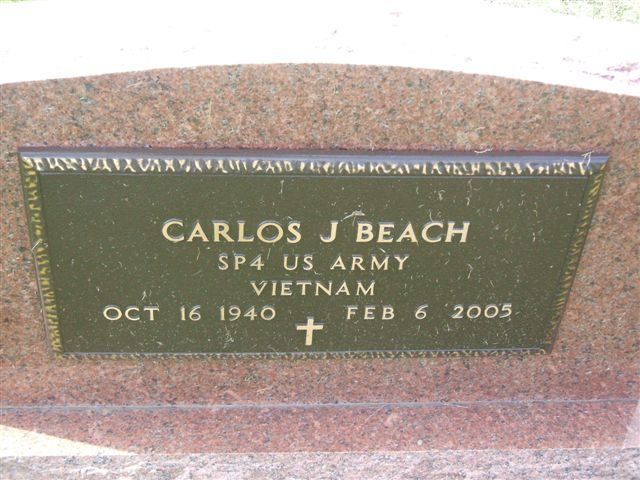 CARLOS J BEACH
SP4 US ARMY
VIETNAM
OCT 16 1940 FEB 6 2005